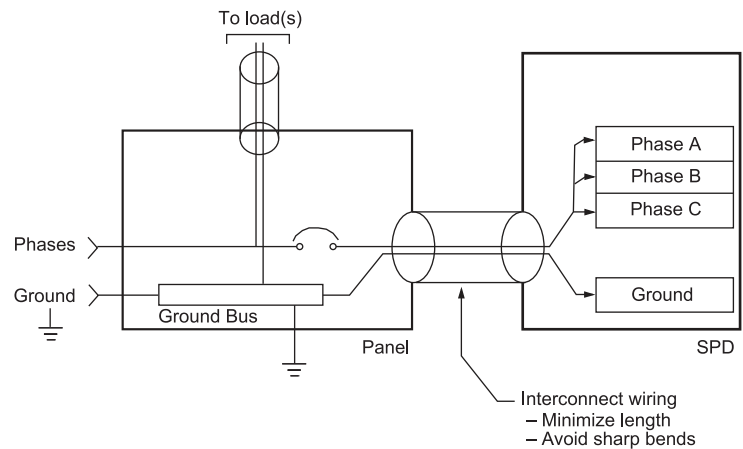 To load(s)
Phase A
Phase B
Phase C
Phases
Ground
Ground
Ground Bus
Panel
SPD
Interconnect wiring
– Minimize length
– Avoid sharp bends